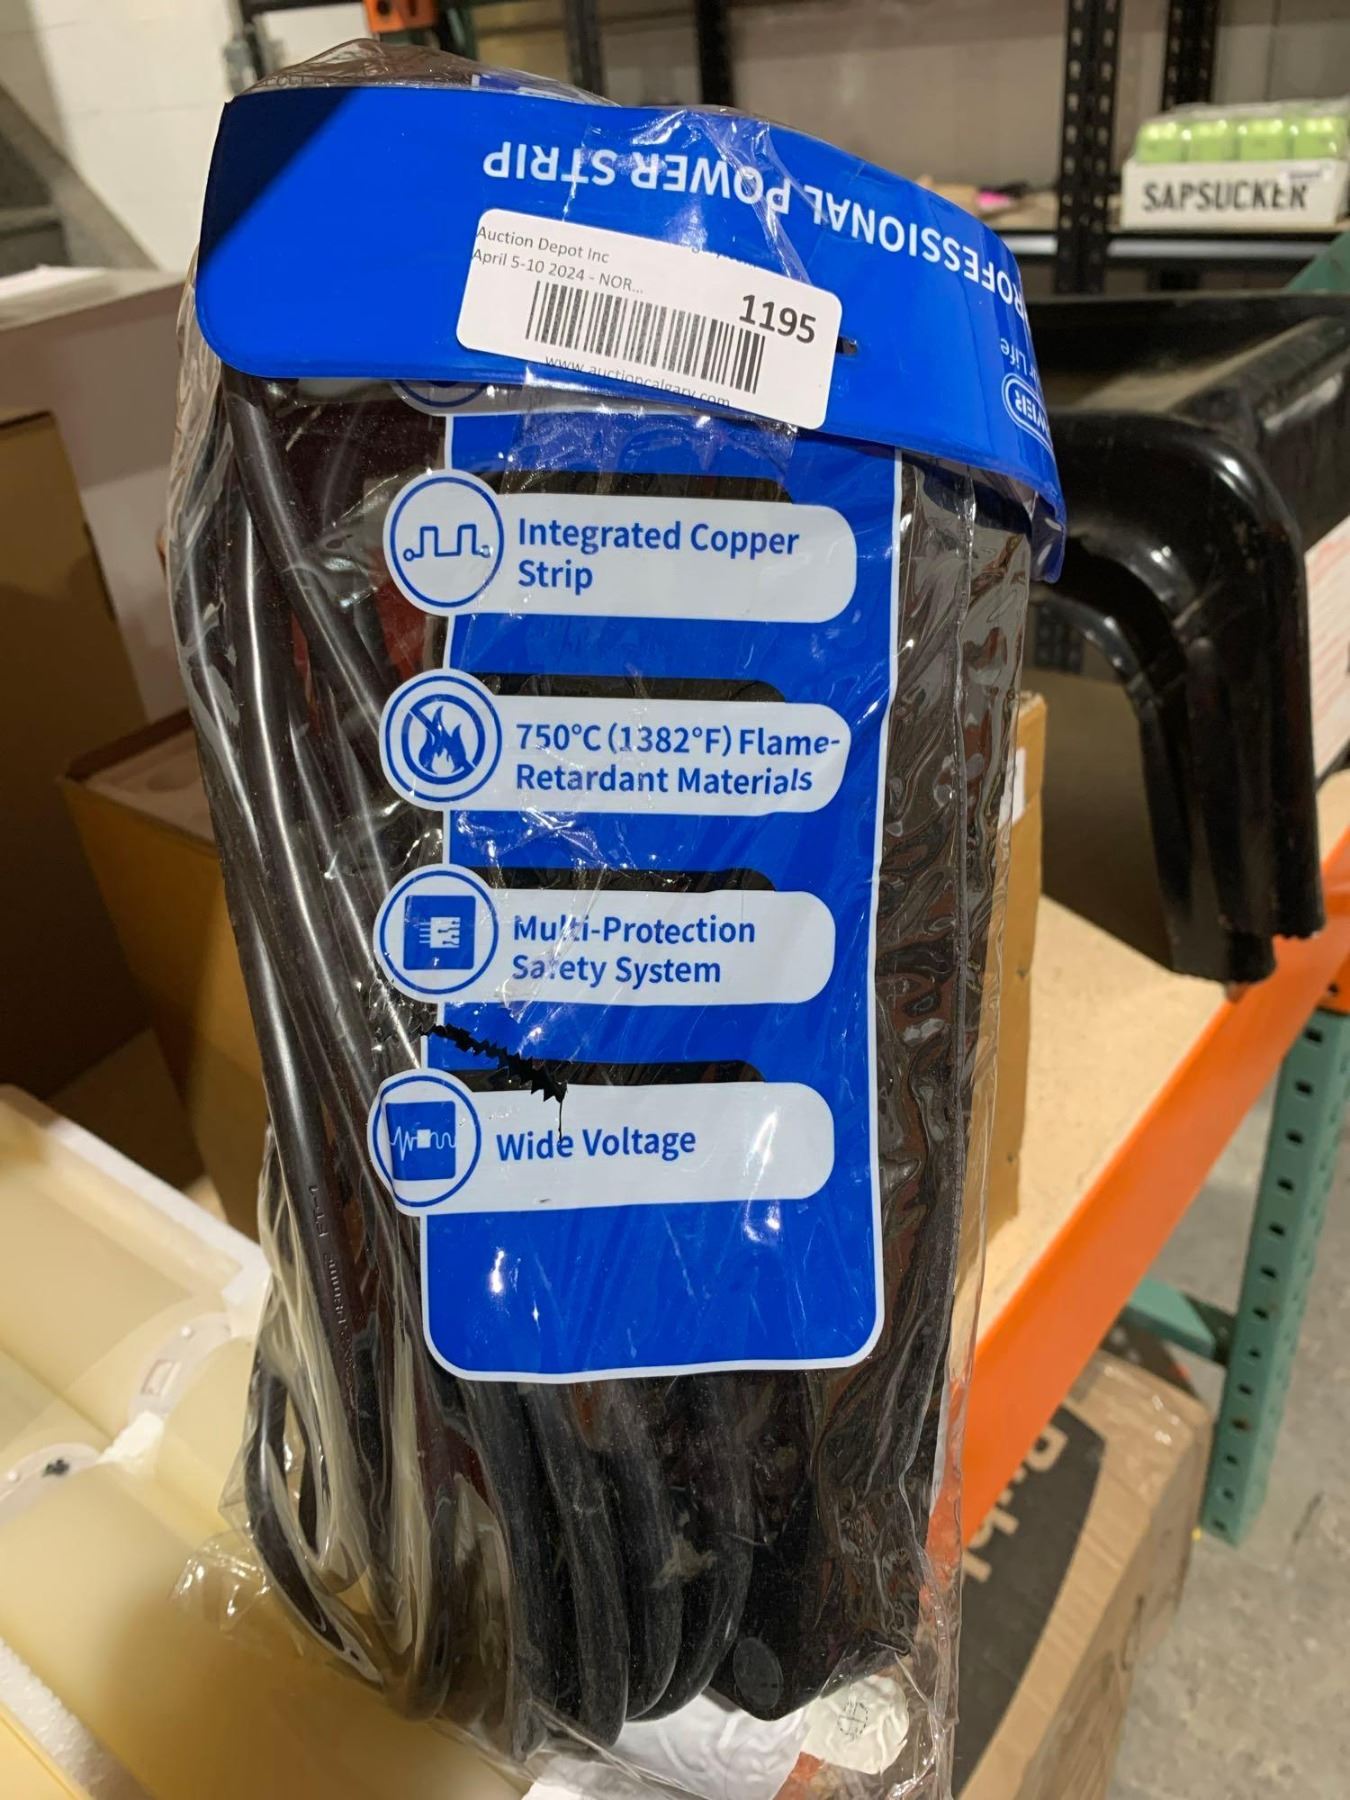 PROFESSIONAL POWER STRIP
Auction Depot Inc
April 5-10 2024 - NOR...
1195
www.auctioncalgary.com
Integrated Copper
Strip
750°C (1382°F) Flame-
Retardant Materials
Multi-Protection
Safety System
Wide Voltage
SAPSUCKER
Life